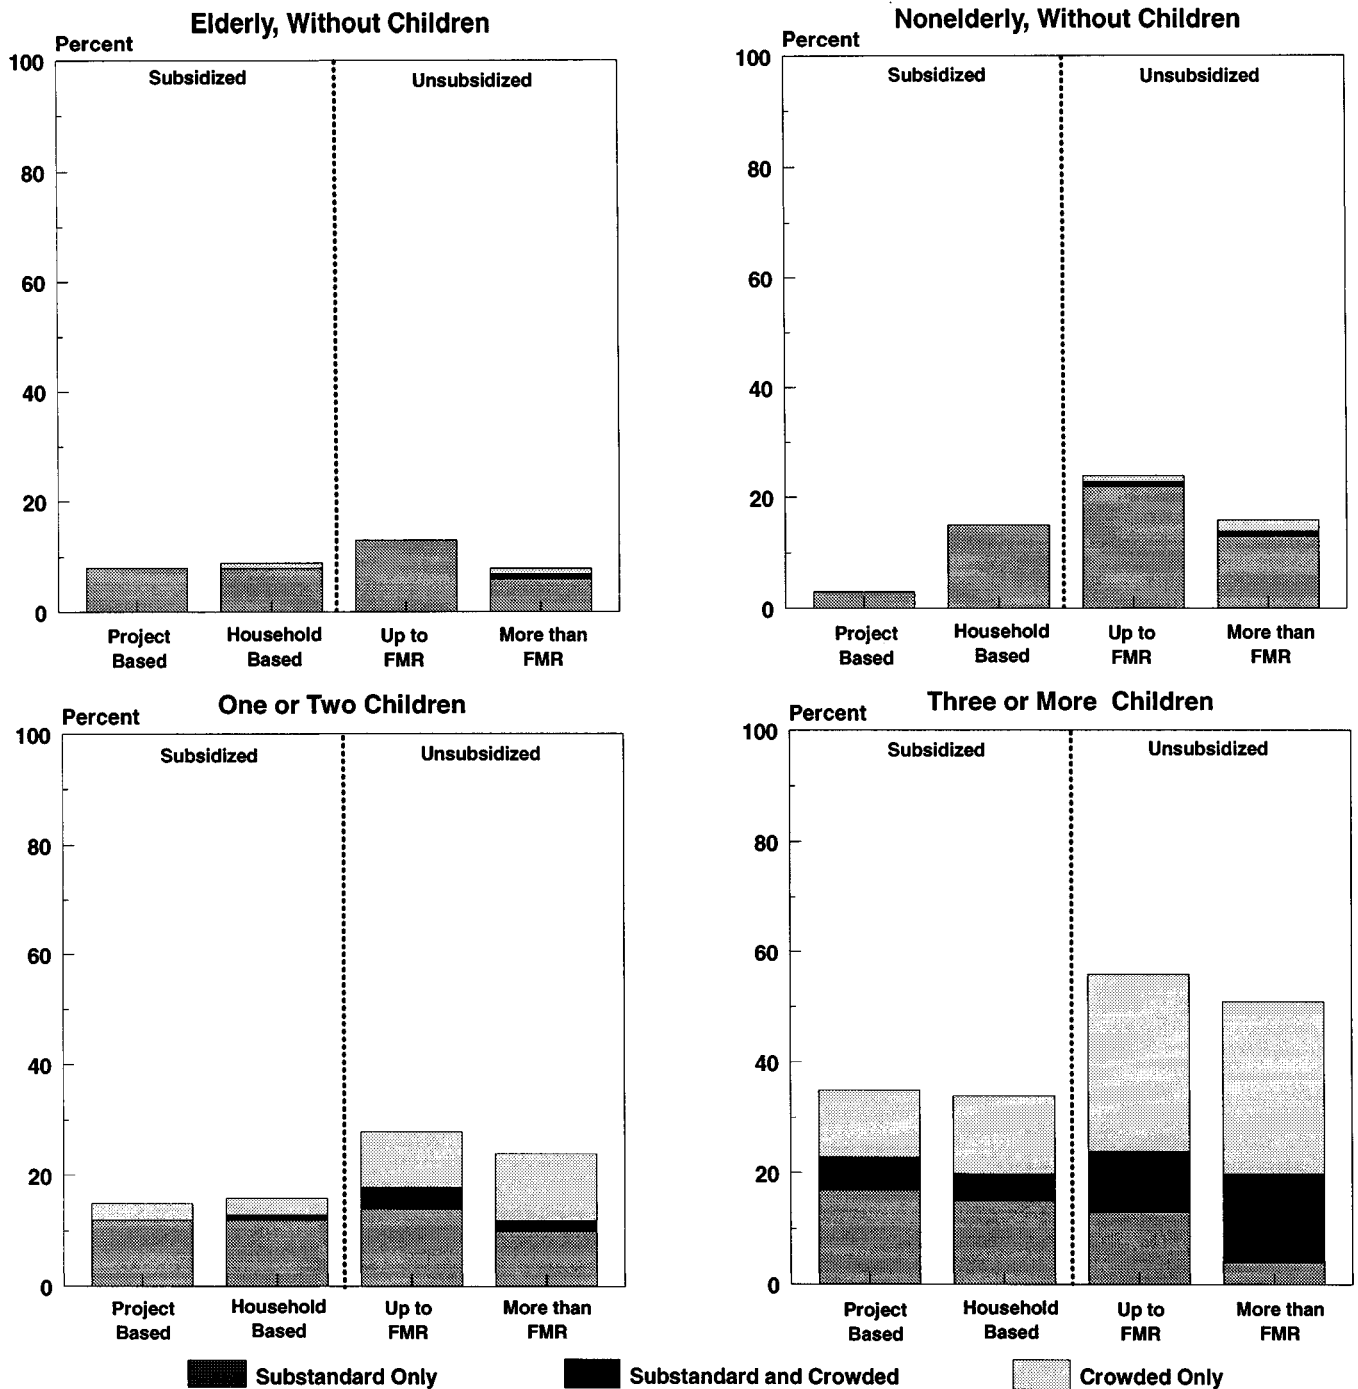 Elderly, Without Children
Percent
100
80
60
40
20
0
Subsidized
Unsubsidized
Project
Based
Household
Based
Up to
FMR
More than
FMR
Nonelderly, Without Children
Percent
100
80
60
40
20
0
Subsidized
Unsubsidized
Project
Based
Household
Based
Up to
FMR
More than
FMR
One or Two Children
Percent
100
80
60
40
20
0
Subsidized
Unsubsidized
Project
Based
Household
Based
Up to
FMR
More than
FMR
Three or More Children
Percent
100
80
60
40
20
0
Subsidized
Unsubsidized
Project
Based
Household
Based
Up to
FMR
More than
FMR
Substandard Only
Substandard and Crowded
Crowded Only